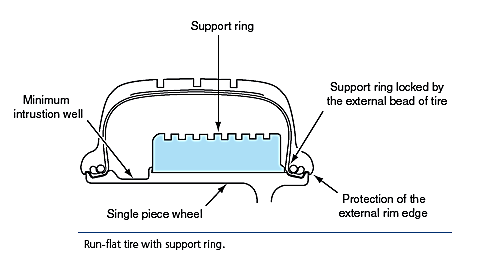 Support ring
Minimum
intrustion well
Support ring locked by
the external bead of tire
Single piece wheel
Protection of the
external rim edge
Run-flat tire with support ring.